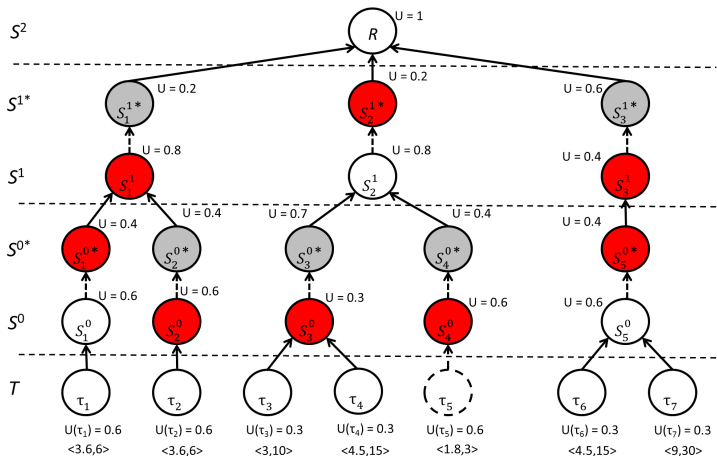 S² U = 1
R
U = 0.2 U = 0.2 U = 0.6
S¹* S₁¹* S₂¹* S₃¹*
U = 0.8 U = 0.8 U = 0.4
S¹ S₁¹ S₂¹ S₃¹
U = 0.4 U = 0.4 U = 0.7 U = 0.4 U = 0.4
S⁰* S₁⁰* S₂⁰* S₃⁰* S₄⁰* S₅⁰*
U = 0.6 U = 0.6 U = 0.3 U = 0.6 U = 0.6
S⁰ S₁⁰ S₂⁰ S₃⁰ S₄⁰ S₅⁰
T τ₁ τ₂ τ₃ τ₄ τ₅ τ₆ τ₇
U(τ₁) = 0.6 U(τ₂) = 0.6 U(τ₃) = 0.3 U(τ₄) = 0.3 U(τ₅) = 0.6 U(τ₆) = 0.3 U(τ₇) = 0.3
<3.6,6> <3.6,6> <3,10> <4.5,15> <1.8,3> <4.5,15> <9,30>